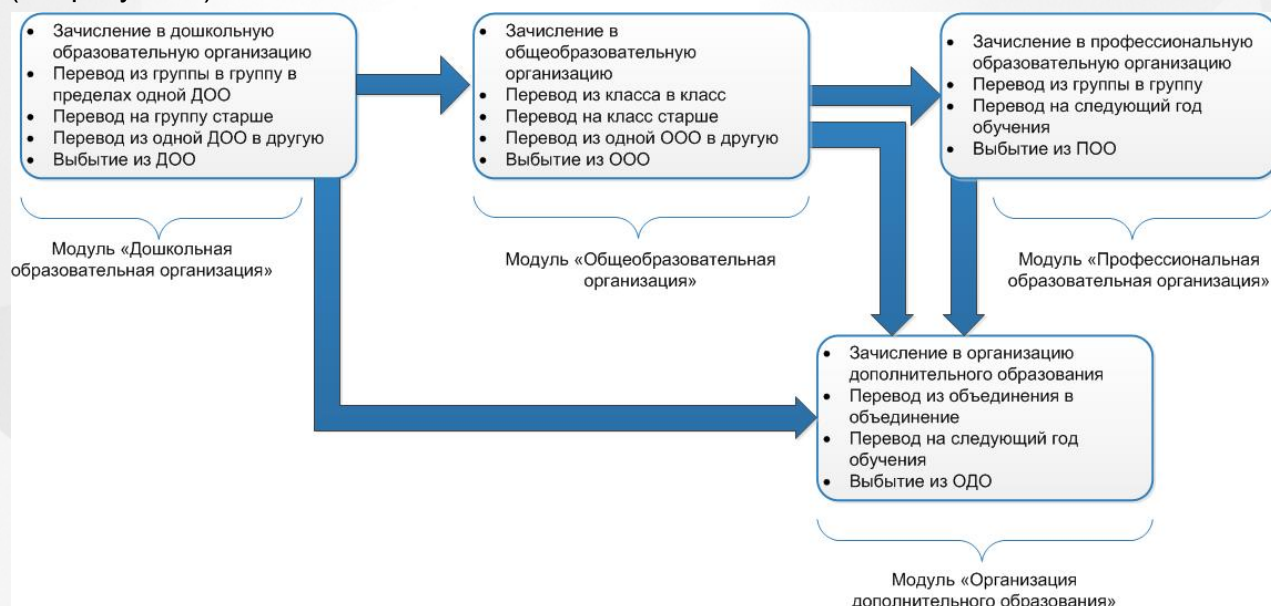 • Зачисление в дошкольную
образовательную организацию
• Перевод из группы в группу в
пределах одной ДОО
• Перевод на группу старше
• Перевод из одной ДОО в другую
• Выбытие из ДОО
Модуль «Дошкольная
образовательная организация»
• Зачисление в
общеобразовательную
организацию
• Перевод из класса в класс
• Перевод на класс старше
• Перевод из одной ООО в другую
• Выбытие из ООО
Модуль «Общеобразовательная
организация»
• Зачисление в профессиональную
образовательную организацию
• Перевод из группы в группу
• Перевод на следующий год
обучения
• Выбытие из ПОО
Модуль «Профессиональная
образовательная организация»
• Зачисление в организацию
дополнительного образования
• Перевод из объединения в
объединение
• Перевод на следующий год
обучения
• Выбытие из ОДО
Модуль «Организация
дополнительного образования»